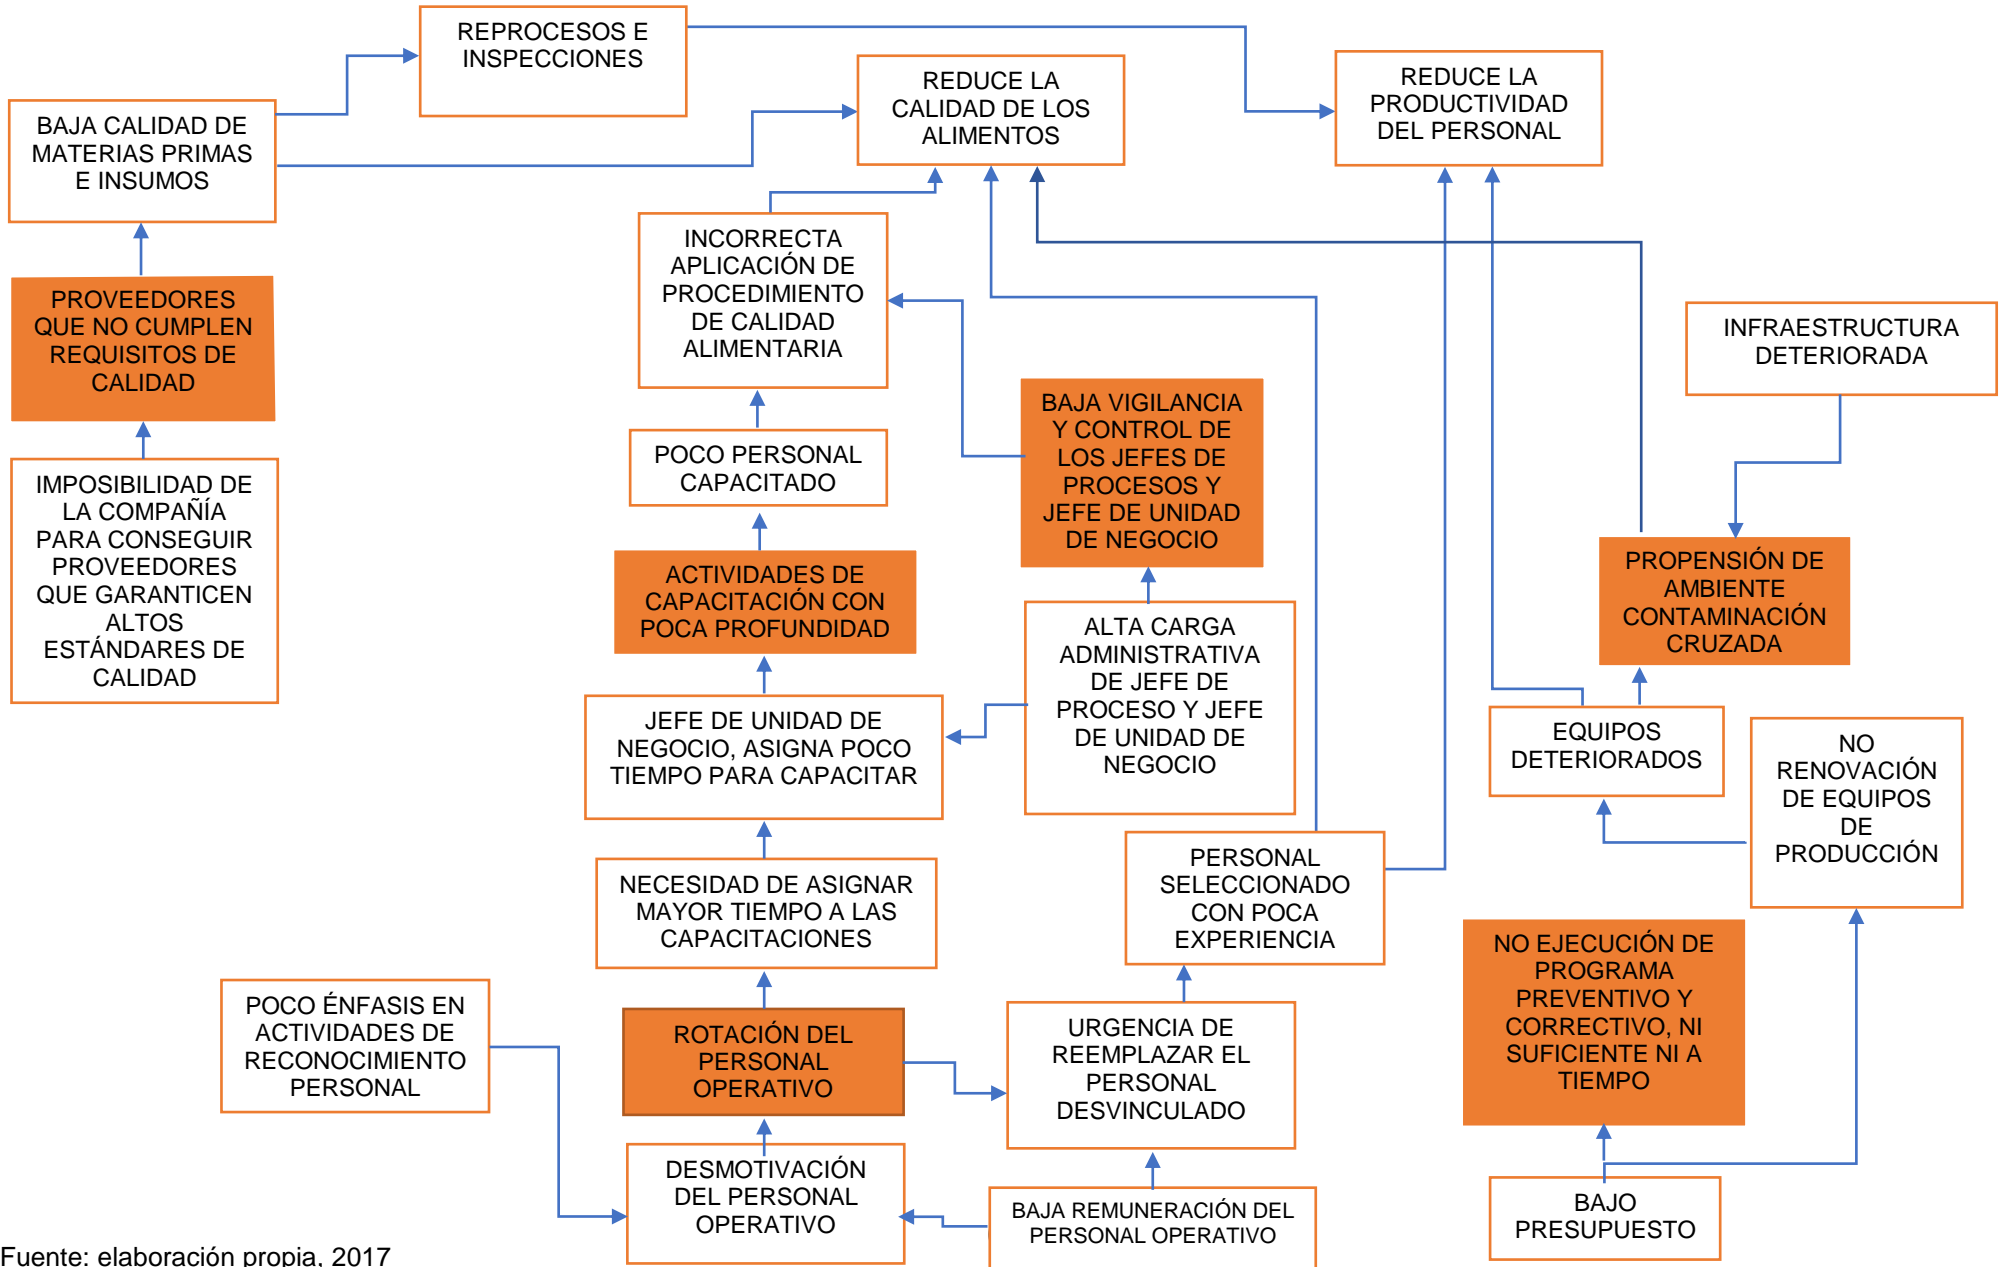 REPROCESOS E
INSPECCIONES
REDUCE LA
CALIDAD DE LOS
ALIMENTOS
REDUCE LA
PRODUCTIVIDAD
DEL PERSONAL
BAJA CALIDAD DE
MATERIAS PRIMAS
E INSUMOS
INCORRECTA
APLICACIÓN DE
PROCEDIMIENTO
DE CALIDAD
ALIMENTARIA
PROVEEDORES
QUE NO CUMPLEN
REQUISITOS DE
CALIDAD
INFRAESTRUCTURA
DETERIORADA
BAJA VIGILANCIA
Y CONTROL DE
LOS JEFES DE
PROCESOS Y
JEFE DE UNIDAD
DE NEGOCIO
POCO PERSONAL
CAPACITADO
IMPOSIBILIDAD DE
LA COMPAÑÍA
PARA CONSEGUIR
PROVEEDORES
QUE GARANTICEN
ALTOS
ESTÁNDARES DE
CALIDAD
PROPENSIÓN DE
AMBIENTE
CONTAMINACIÓN
CRUZADA
ACTIVIDADES DE
CAPACITACIÓN CON
POCA PROFUNDIDAD
ALTA CARGA
ADMINISTRATIVA
DE JEFE DE
PROCESO Y JEFE
DE UNIDAD DE
NEGOCIO
JEFE DE UNIDAD DE
NEGOCIO, ASIGNA POCO
TIEMPO PARA CAPACITAR
EQUIPOS
DETERIORADOS
NO
RENOVACIÓN
DE EQUIPOS
DE
PRODUCCIÓN
PERSONAL
SELECCIONADO
CON POCA
EXPERIENCIA
NECESIDAD DE ASIGNAR
MAYOR TIEMPO A LAS
CAPACITACIONES
NO EJECUCIÓN DE
PROGRAMA
PREVENTIVO Y
CORRECTIVO, NI
SUFICIENTE NI A
TIEMPO
POCO ÉNFASIS EN
ACTIVIDADES DE
RECONOCIMIENTO
PERSONAL
ROTACIÓN DEL
PERSONAL
OPERATIVO
URGENCIA DE
REEMPLAZAR EL
PERSONAL
DESVINCULADO
DESMOTIVACIÓN
DEL PERSONAL
OPERATIVO
BAJA REMUNERACIÓN DEL
PERSONAL OPERATIVO
BAJO
PRESUPUESTO
Fuente: elaboración propia, 2017